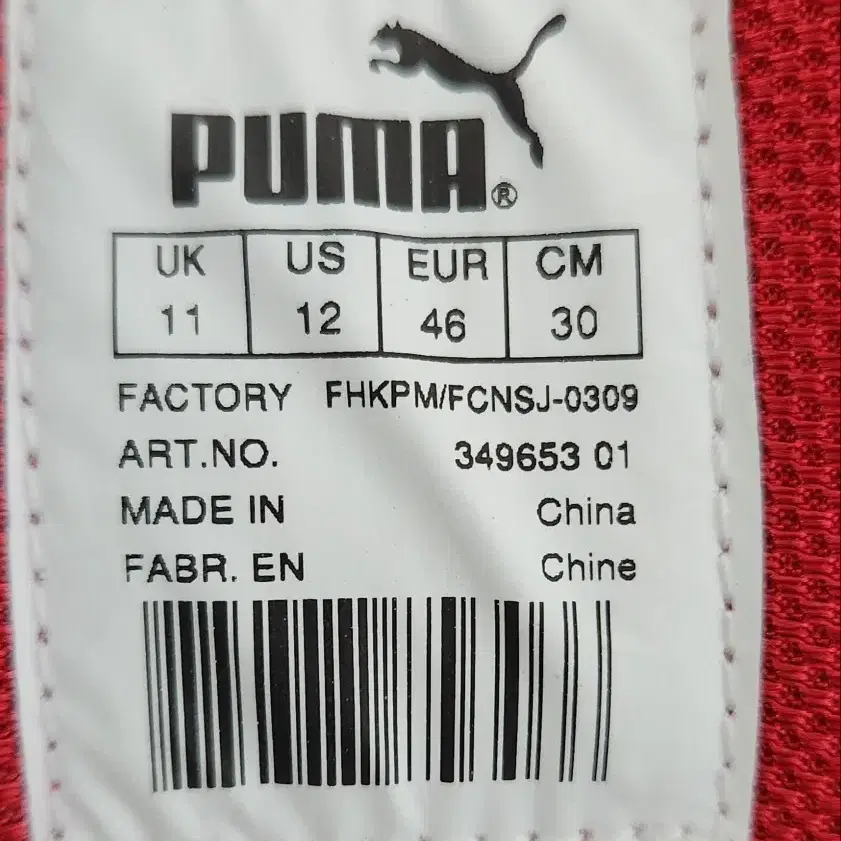 PUMA®
UK US EUR CM
11 12 46 30
FACTORY FHKPM/FCNSJ-0309
ART.NO. 349653 01
MADE IN China
FABR. EN Chine